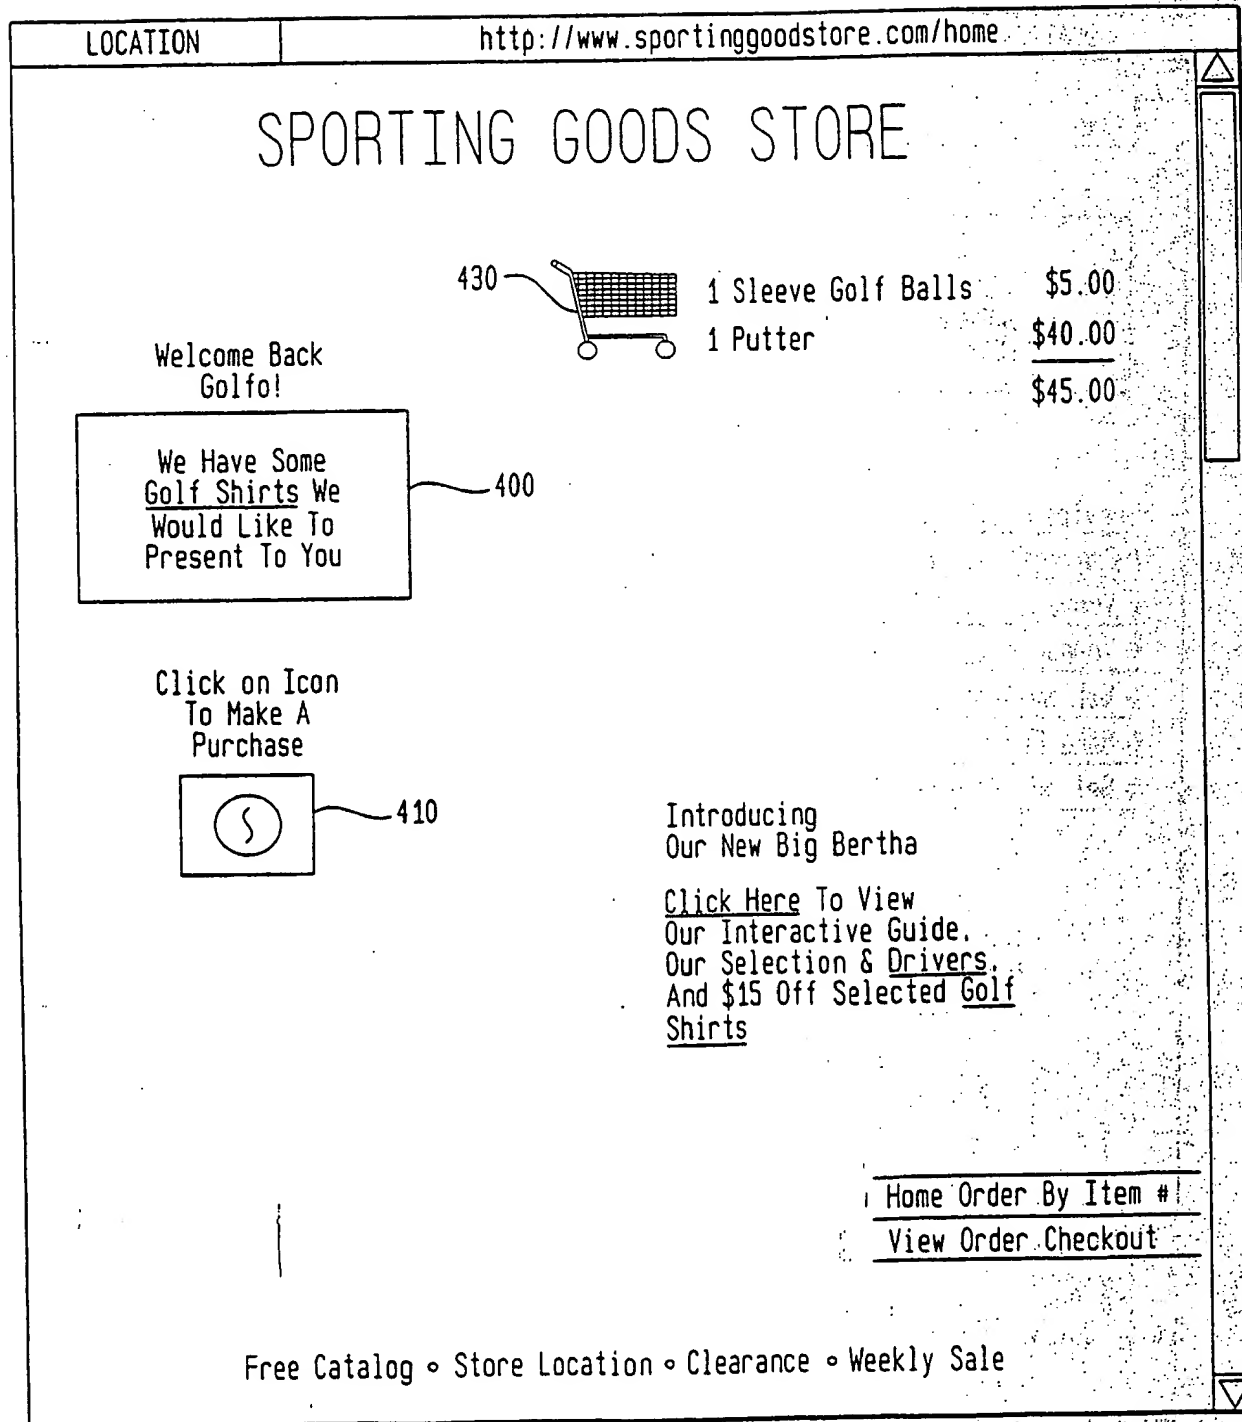 LOCATION http://www.sportinggoodstore.com/home
SPORTING GOODS STORE
430
1 Sleeve Golf Balls $5.00
1 Putter $40.00
$45.00
Welcome Back
Golfo!
We Have Some
Golf Shirts We
Would Like To
Present To You
400
Click on Icon
To Make A
Purchase
410
Introducing
Our New Big Bertha
Click Here To View
Our Interactive Guide,
Our Selection & Drivers,
And $15 Off Selected Golf
Shirts
Home Order By Item #
View Order Checkout
Free Catalog ∘ Store Location ∘ Clearance ∘ Weekly Sale